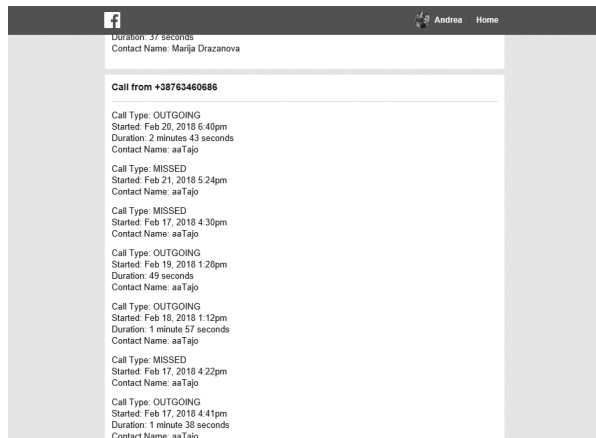 Andrea
Home
Duration: 37 seconds
Contact Name: Marija Drazanova
Call from +38763460686
Call Type: OUTGOING
Started: Feb 20, 2018 6:40pm
Duration: 2 minutes 43 seconds
Contact Name: aaTajo
Call Type: MISSED
Started: Feb 21, 2018 5:24pm
Contact Name: aaTajo
Call Type: MISSED
Started: Feb 17, 2018 4:30pm
Contact Name: aaTajo
Call Type: OUTGOING
Started: Feb 19, 2018 1:28pm
Duration: 49 seconds
Contact Name: aaTajo
Call Type: OUTGOING
Started: Feb 18, 2018 1:12pm
Duration: 1 minute 57 seconds
Contact Name: aaTajo
Call Type: MISSED
Started: Feb 17, 2018 4:22pm
Contact Name: aaTajo
Call Type: OUTGOING
Started: Feb 17, 2018 4:41pm
Duration: 1 minute 38 seconds
Contact Name: aaTajo